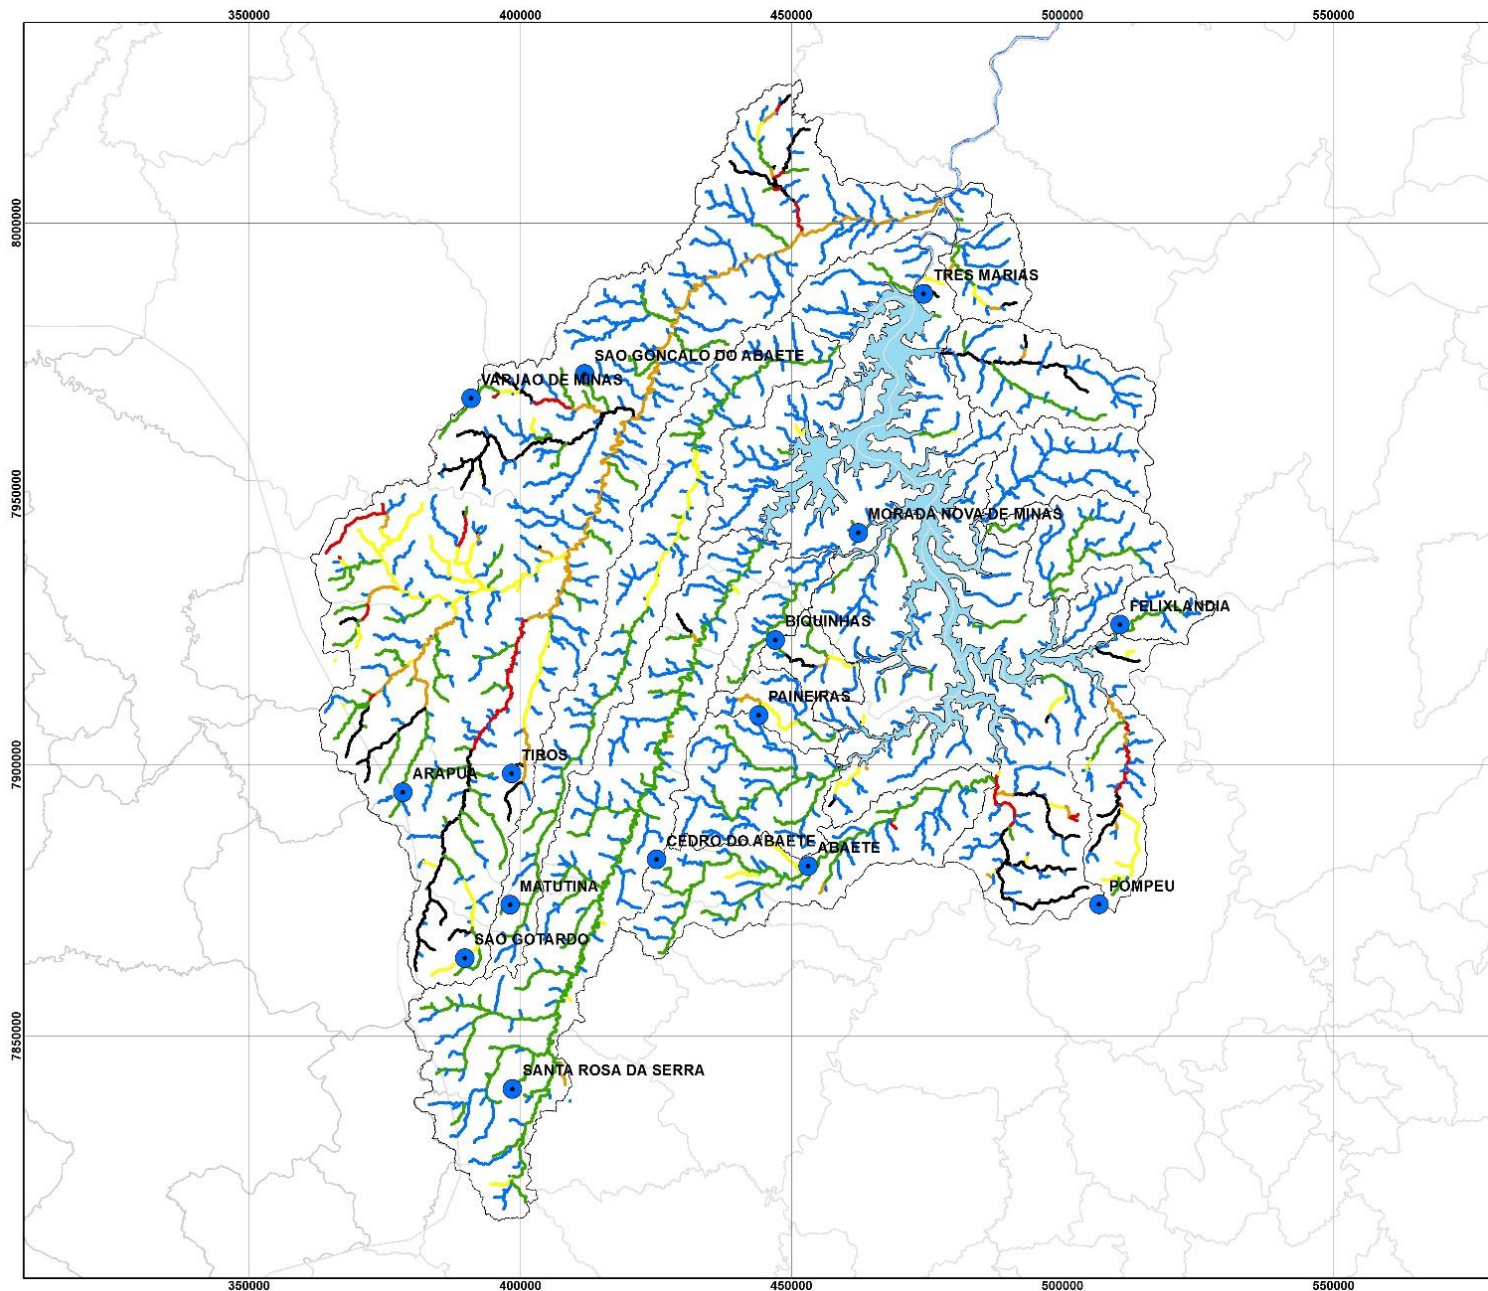 350000 400000 450000 500000 550000
8000000
TRES MARIAS
SAO GONCALO DO ABAETE
VARJAO DE MINAS
7950000
MORADA NOVA DE MINAS
FELIXLANDIA
BIQUINHAS
PAINEIRAS
TIROS
7900000
ARAPUA
CEDRO DO ABAETE
ABAETE
MATUTINA
POMPEU
SAO GOTARDO
7850000
SANTA ROSA DA SERRA
350000 400000 450000 500000 550000